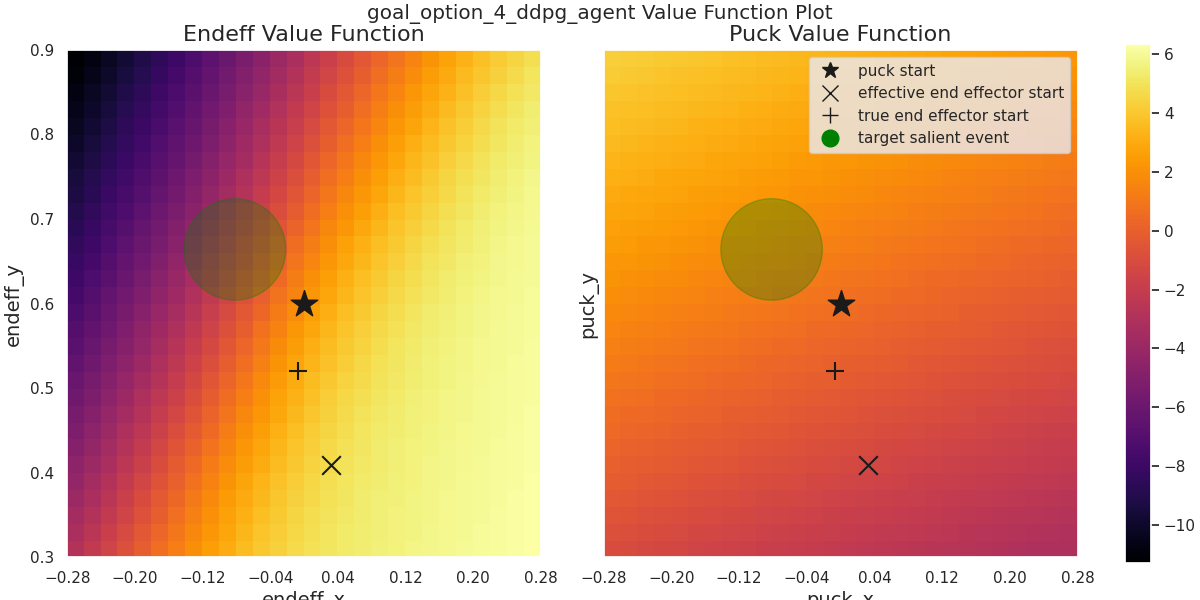 goal_option_4_ddpg_agent Value Function Plot
Endeff Value Function
Puck Value Function
puck start
effective end effector start
true end effector start
target salient event
endeff_y
0.9
0.8
0.7
0.6
0.5
0.4
0.3
−0.28 −0.20 −0.12 −0.04 0.04 0.12 0.20 0.28
endeff_x
puck_y
−0.28 −0.20 −0.12 −0.04 0.04 0.12 0.20 0.28
puck_x
6
4
2
0
−2
−4
−6
−8
−10